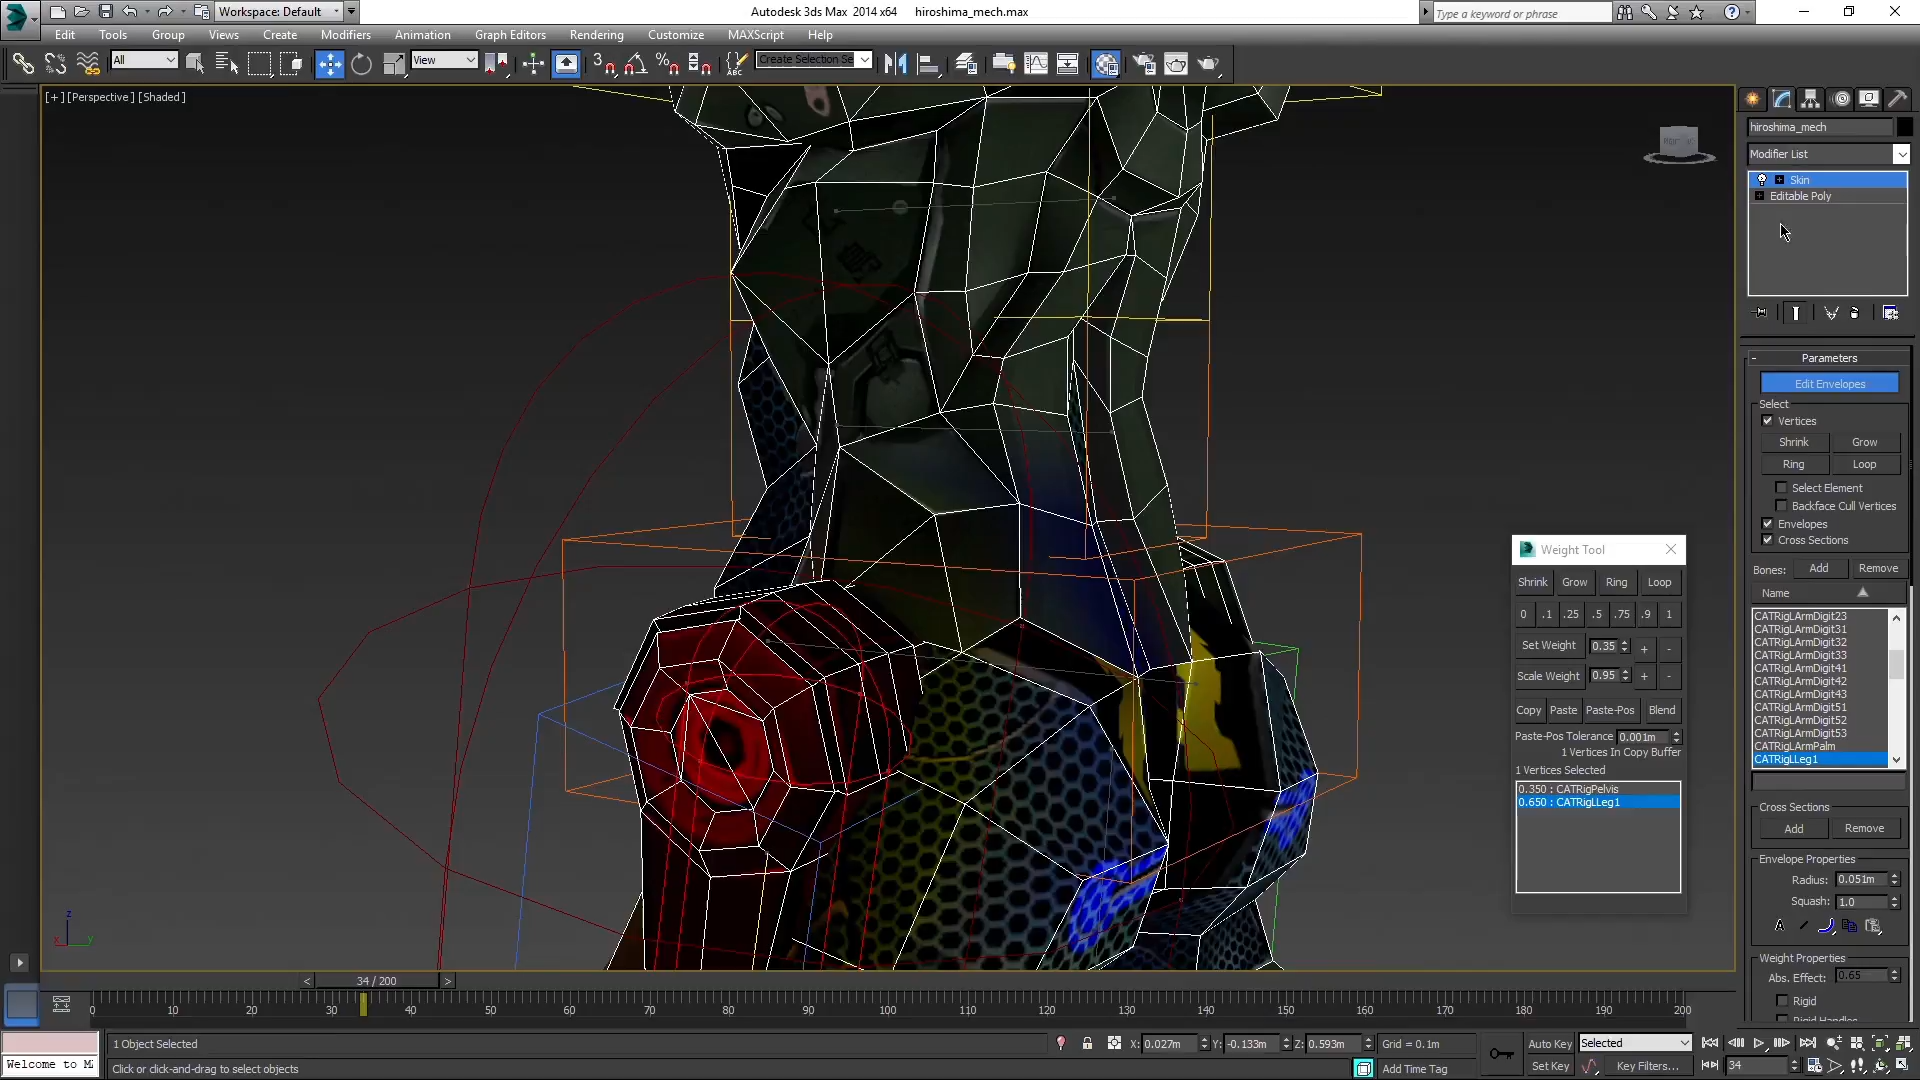 Workspace: Default
Autodesk 3ds Max 2014 x64 hiroshima_mech.max
Type a keyword or phrase
Edit Tools Group Views Create Modifiers Animation Graph Editors Rendering Customize MAXScript Help
All View 3 Create Selection Se
[+] [Perspective] [Shaded]
hiroshima_mech
Modifier List
Skin
Editable Poly
Parameters
Edit Envelopes
Select
Vertices
Shrink Grow
Ring Loop
Select Element
Backface Cull Vertices
Envelopes
Cross Sections
Bones: Add Remove
Name
CATRigLArmDigit23
CATRigLArmDigit31
CATRigLArmDigit32
CATRigLArmDigit33
CATRigLArmDigit41
CATRigLArmDigit42
CATRigLArmDigit43
CATRigLArmDigit51
CATRigLArmDigit52
CATRigLArmDigit53
CATRigLArmPalm
CATRigLLeg1
Cross Sections
Add Remove
Envelope Properties
Radius: 0.051m
Squash: 1.0
Weight Properties
Abs. Effect: 0.65
Rigid
Rigid Handles
Weight Tool
Shrink Grow Ring Loop
0 .1 .25 .5 .75 .9 1
Set Weight 0.35 + -
Scale Weight 0.95 + -
Copy Paste Paste-Pos Blend
Paste-Pos Tolerance 0.001m
1 Vertices In Copy Buffer
1 Vertices Selected
0.350 : CATRigPelvis
0.650 : CATRigLLeg1
z
x y
< 34 / 200 >
0 10 20 30 40 50 60 70 80 90 100 110 120 130 140 150 160 170 180 190 200
1 Object Selected X: 0.027m Y: -0.133m Z: 0.593m Grid = 0.1m Auto Key Selected
Welcome to M Click or click-and-drag to select objects Add Time Tag Set Key Key Filters... 34